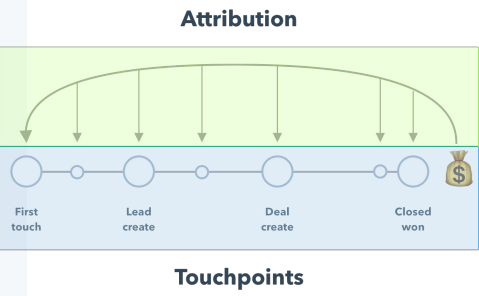 Attribution
$
First
touch
Lead
create
Deal
create
Closed
won
Touchpoints